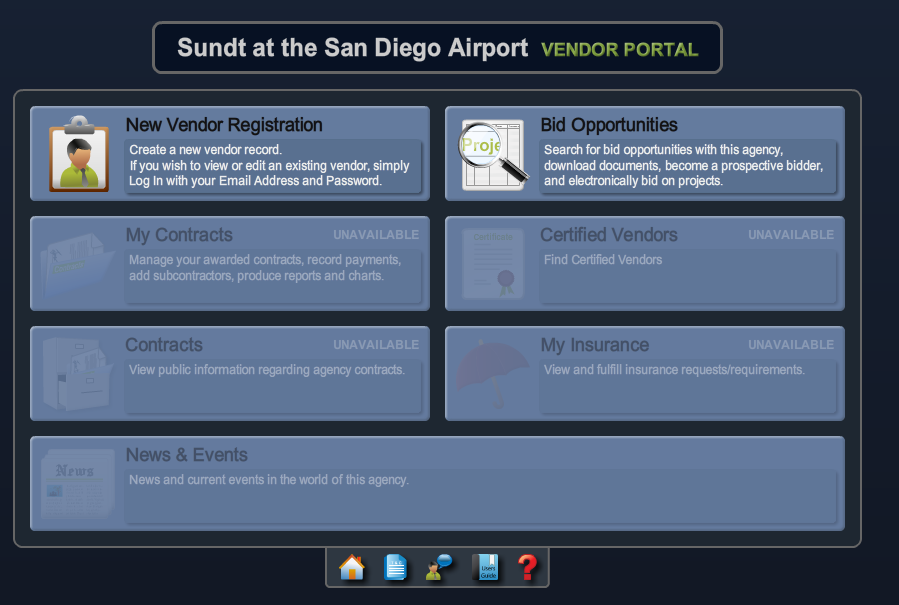 Sundt at the San Diego Airport VENDOR PORTAL
New Vendor Registration
Create a new vendor record.
If you wish to view or edit an existing vendor, simply
Log In with your Email Address and Password.
Bid Opportunities
Proje
Search for bid opportunities with this agency,
download documents, become a prospective bidder,
and electronically bid on projects.
My Contracts UNAVAILABLE
Manage your awarded contracts, record payments,
add subcontractors, produce reports and charts.
Certified Vendors UNAVAILABLE
Certificate
Find Certified Vendors
Contracts UNAVAILABLE
View public information regarding agency contracts.
My Insurance UNAVAILABLE
View and fulfill insurance requests/requirements.
News & Events
News
News and current events in the world of this agency.
Users
Guide